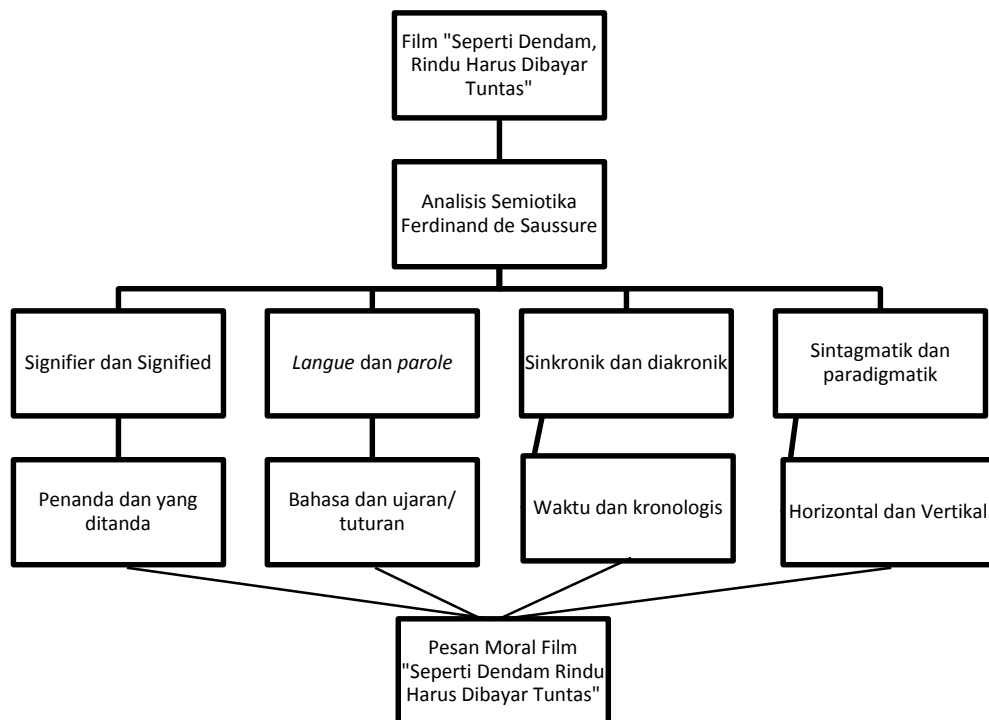 Film "Seperti Dendam,
Rindu Harus Dibayar
Tuntas"
Analisis Semiotika
Ferdinand de Saussure
Signifier dan Signified
Langue dan parole
Sinkronik dan diakronik
Sintagmatik dan
paradigmatik
Penanda dan yang
ditanda
Bahasa dan ujaran/
tuturan
Waktu dan kronologis
Horizontal dan Vertikal
Pesan Moral Film
"Seperti Dendam Rindu
Harus Dibayar Tuntas"